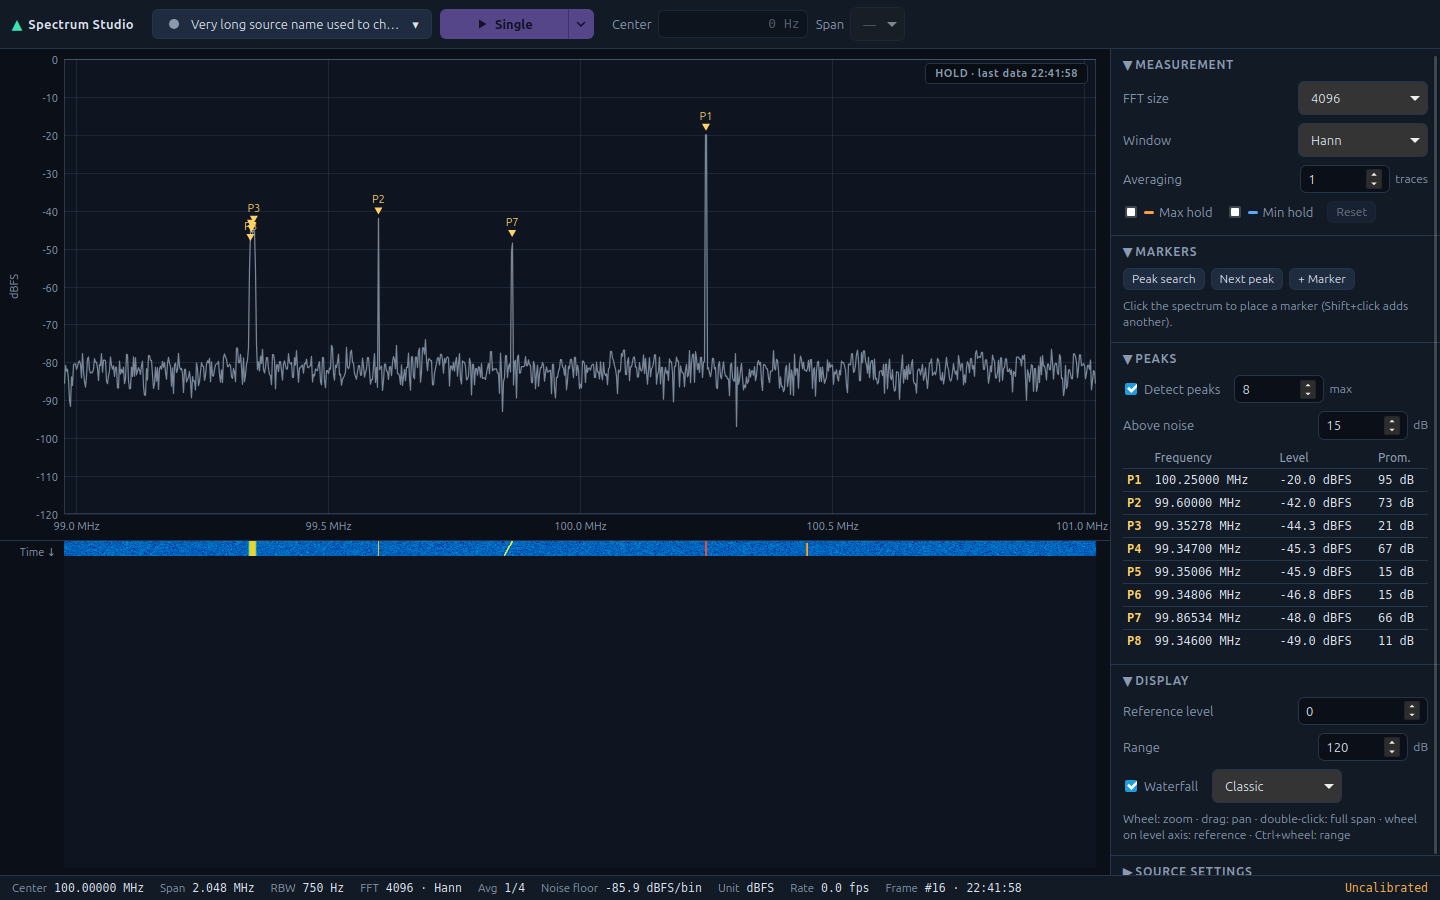 Spectrum Studio
Very long source name used to ch... ▾
Single
Center 0 Hz Span —
HOLD · last data 22:41:58
dBFS
0
-10
-20
-30
-40
-50
-60
-70
-80
-90
-100
-110
-120
P1
P2
P3
P7
99.0 MHz 99.5 MHz 100.0 MHz 100.5 MHz 101.0 MHz
Time ↓
▼ MEASUREMENT
FFT size 4096
Window Hann
Averaging 1 traces
Max hold Min hold Reset
▼ MARKERS
Peak search Next peak + Marker
Click the spectrum to place a marker (Shift+click adds
another).
▼ PEAKS
Detect peaks 8 max
Above noise 15 dB
Frequency Level Prom.
P1 100.25000 MHz -20.0 dBFS 95 dB
P2 99.60000 MHz -42.0 dBFS 73 dB
P3 99.35278 MHz -44.3 dBFS 21 dB
P4 99.34700 MHz -45.3 dBFS 67 dB
P5 99.35006 MHz -45.9 dBFS 15 dB
P6 99.34806 MHz -46.8 dBFS 15 dB
P7 99.86534 MHz -48.0 dBFS 66 dB
P8 99.34600 MHz -49.0 dBFS 11 dB
▼ DISPLAY
Reference level 0
Range 120 dB
Waterfall Classic
Wheel: zoom · drag: pan · double-click: full span · wheel
on level axis: reference · Ctrl+wheel: range
▶ SOURCE SETTINGS
Center 100.00000 MHz Span 2.048 MHz RBW 750 Hz FFT 4096 · Hann Avg 1/4 Noise floor -85.9 dBFS/bin Unit dBFS Rate 0.0 fps Frame #16 · 22:41:58 Uncalibrated